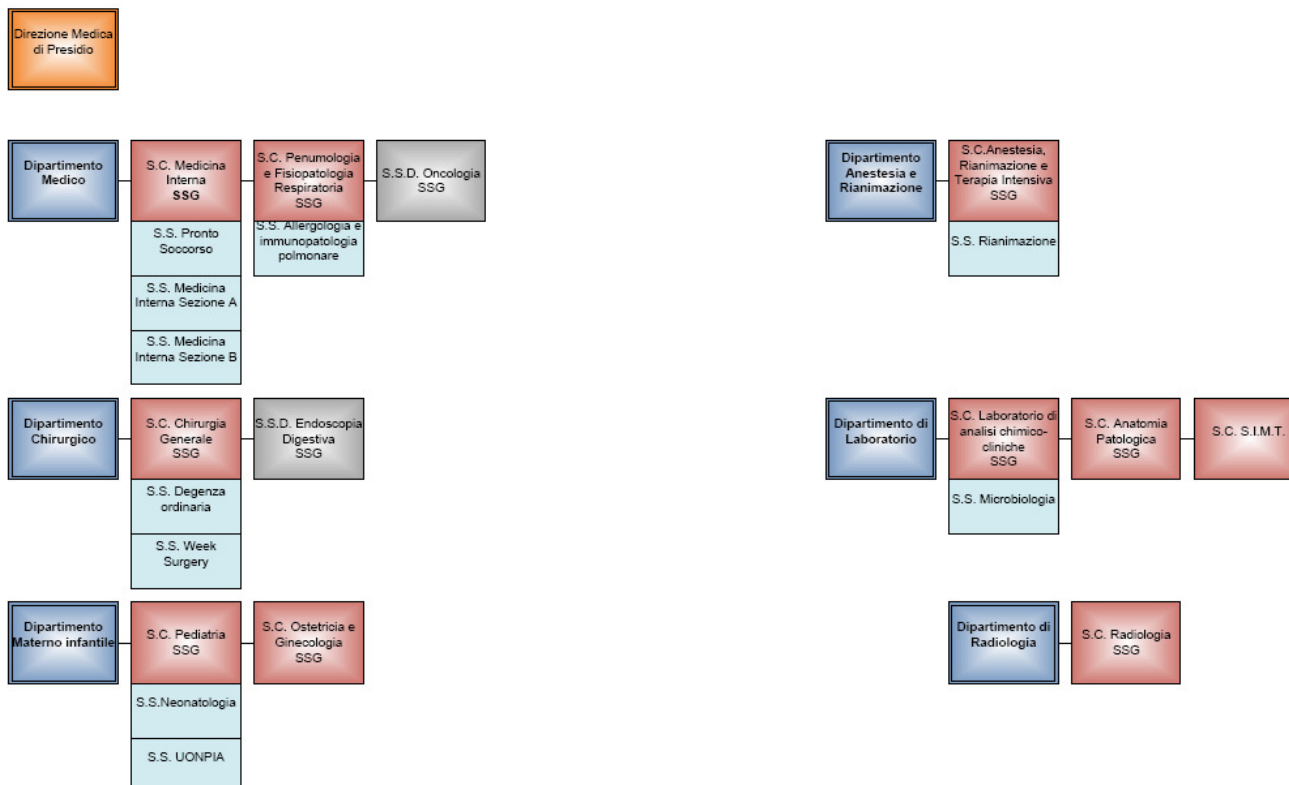 Direzione Medica
di Presidio
Dipartimento
Medico
S.C. Medicina
Interna
SSG
S.C. Penumologia
e Fisiopatologia
Respiratoria
SSG
S.S.D. Oncologia
SSG
S.S. Pronto
Soccorso
S.S. Allergologia e
immunopatologia
polmonare
S.S. Medicina
Interna Sezione A
S.S. Medicina
Interna Sezione B
Dipartimento
Anestesia e
Rianimazione
S.C.Anestesia,
Rianimazione e
Terapia Intensiva
SSG
S.S. Rianimazione
Dipartimento
Chirurgico
S.C. Chirurgia
Generale
SSG
S.S.D. Endoscopia
Digestiva
SSG
S.S. Degenza
ordinaria
S.S. Week
Surgery
Dipartimento di
Laboratorio
S.C. Laboratorio di
analisi chimico-
cliniche
SSG
S.C. Anatomia
Patologica
SSG
S.C. S.I.M.T.
S.S. Microbiologia
Dipartimento
Materno infantile
S.C. Pediatria
SSG
S.C. Ostetricia e
Ginecologia
SSG
S.S.Neonatologia
S.S. UONPIA
Dipartimento di
Radiologia
S.C. Radiologia
SSG